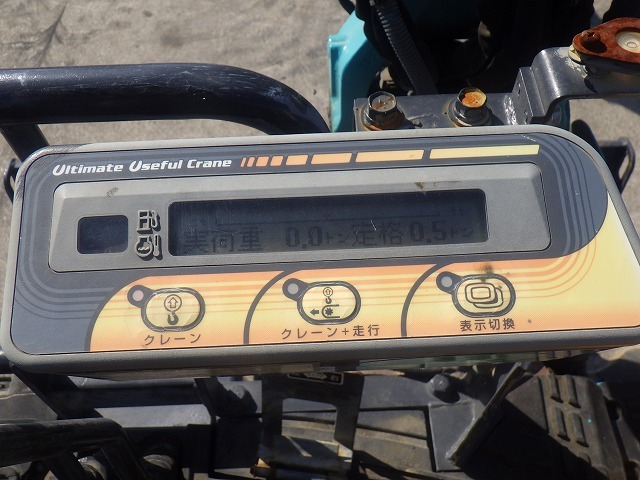 Ultimate Useful Crane
実荷重 0.0トン定格0.5トン
クレーン
クレーン+走行
表示切換